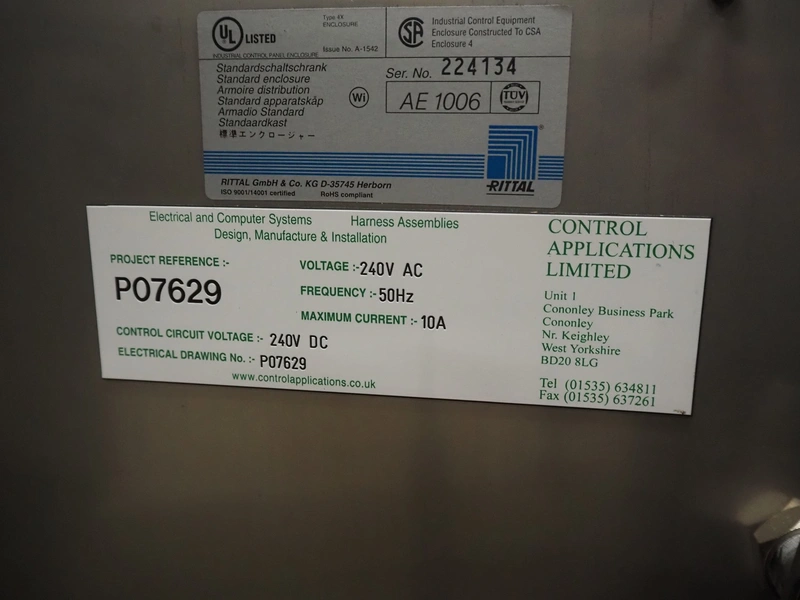 UL LISTED
Type 4X
ENCLOSURE
Issue No. A-1542
INDUSTRIAL CONTROL PANEL ENCLOSURE
Industrial Control Equipment
Enclosure Constructed To CSA
Enclosure 4
Standardschaltschrank
Standard enclosure
Armoire distribution
Standard apparatskåp
Armadio Standard
Standaardkast
標準エンクロージャー
Wi
Ser. No. 224134
AE 1006
TÜV
RITTAL
RITTAL GmbH & Co. KG D-35745 Herborn
ISO 9001/14001 certified RoHS compliant
Electrical and Computer Systems Harness Assemblies
Design, Manufacture & Installation
PROJECT REFERENCE :-
P07629
VOLTAGE :- 240V AC
FREQUENCY :- 50Hz
MAXIMUM CURRENT :- 10A
CONTROL CIRCUIT VOLTAGE :- 240V DC
ELECTRICAL DRAWING No. :- P07629
www.controlapplications.co.uk
CONTROL
APPLICATIONS
LIMITED
Unit 1
Cononley Business Park
Cononley
Nr. Keighley
West Yorkshire
BD20 8LG
Tel (01535) 634811
Fax (01535) 637261